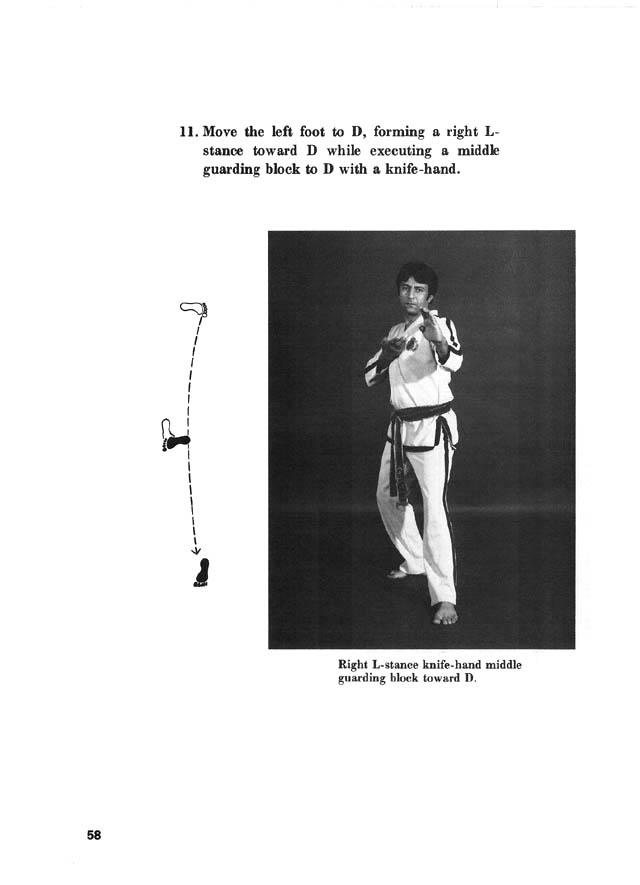 11. Move the left foot to D, forming a right L-
stance toward D while executing a middle
guarding block to D with a knife-hand.
Right L-stance knife-hand middle
guarding block toward D.
58